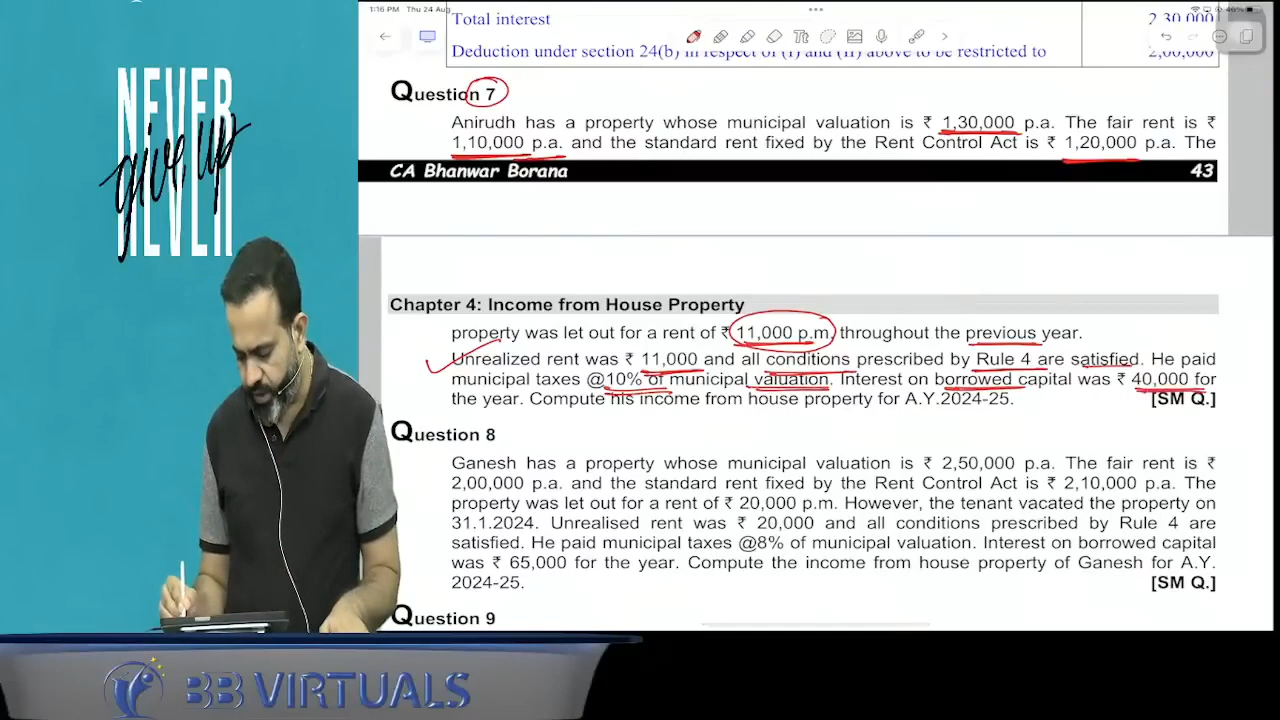 1:16 PM Thu 24 Aug
46%
Total interest
2,30,000
Deduction under section 24(b) in respect of (I) and (II) above to be restricted to
2,00,000
NEVER
give up
NEVER
Question 7
Anirudh has a property whose municipal valuation is ₹ 1,30,000 p.a. The fair rent is ₹
1,10,000 p.a. and the standard rent fixed by the Rent Control Act is ₹ 1,20,000 p.a. The
CA Bhanwar Borana
43
Chapter 4: Income from House Property
property was let out for a rent of ₹ 11,000 p.m. throughout the previous year.
Unrealized rent was ₹ 11,000 and all conditions prescribed by Rule 4 are satisfied. He paid
municipal taxes @10% of municipal valuation. Interest on borrowed capital was ₹ 40,000 for
the year. Compute his income from house property for A.Y.2024-25. [SM Q.]
Question 8
Ganesh has a property whose municipal valuation is ₹ 2,50,000 p.a. The fair rent is ₹
2,00,000 p.a. and the standard rent fixed by the Rent Control Act is ₹ 2,10,000 p.a. The
property was let out for a rent of ₹ 20,000 p.m. However, the tenant vacated the property on
31.1.2024. Unrealised rent was ₹ 20,000 and all conditions prescribed by Rule 4 are
satisfied. He paid municipal taxes @8% of municipal valuation. Interest on borrowed capital
was ₹ 65,000 for the year. Compute the income from house property of Ganesh for A.Y.
2024-25. [SM Q.]
Question 9
BB VIRTUALS